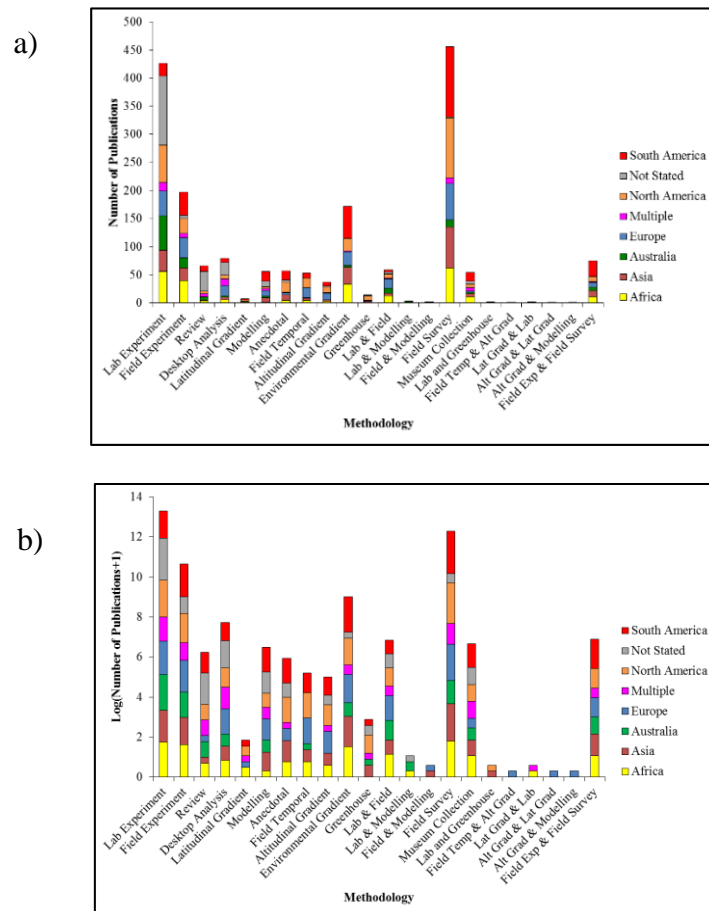 a)
500
450
400
350
300
250
200
150
100
50
0
Number of Publications
South America
Not Stated
North America
Multiple
Europe
Australia
Asia
Africa
Lab Experiment
Field Experiment
Review
Desktop Analysis
Latitudinal Gradient
Modelling
Anecdotal
Field Temporal
Altitudinal Gradient
Environmental Gradient
Greenhouse
Lab & Field
Lab & Modelling
Field & Modelling
Field Survey
Museum Collection
Lab and Greenhouse
Field Temp & Alt Grad
Lat Grad & Lab
Alt Grad & Lat Grad
Alt Grad & Modelling
Field Exp & Field Survey
Methodology
b)
14
12
10
8
6
4
2
0
Log(Number of Publications+1)
South America
Not Stated
North America
Multiple
Europe
Australia
Asia
Africa
Lab Experiment
Field Experiment
Review
Desktop Analysis
Latitudinal Gradient
Modelling
Anecdotal
Field Temporal
Altitudinal Gradient
Environmental Gradient
Greenhouse
Lab & Field
Lab & Modelling
Field & Modelling
Field Survey
Museum Collection
Lab and Greenhouse
Field Temp & Alt Grad
Lat Grad & Lab
Alt Grad & Lat Grad
Alt Grad & Modelling
Field Exp & Field Survey
Methodology